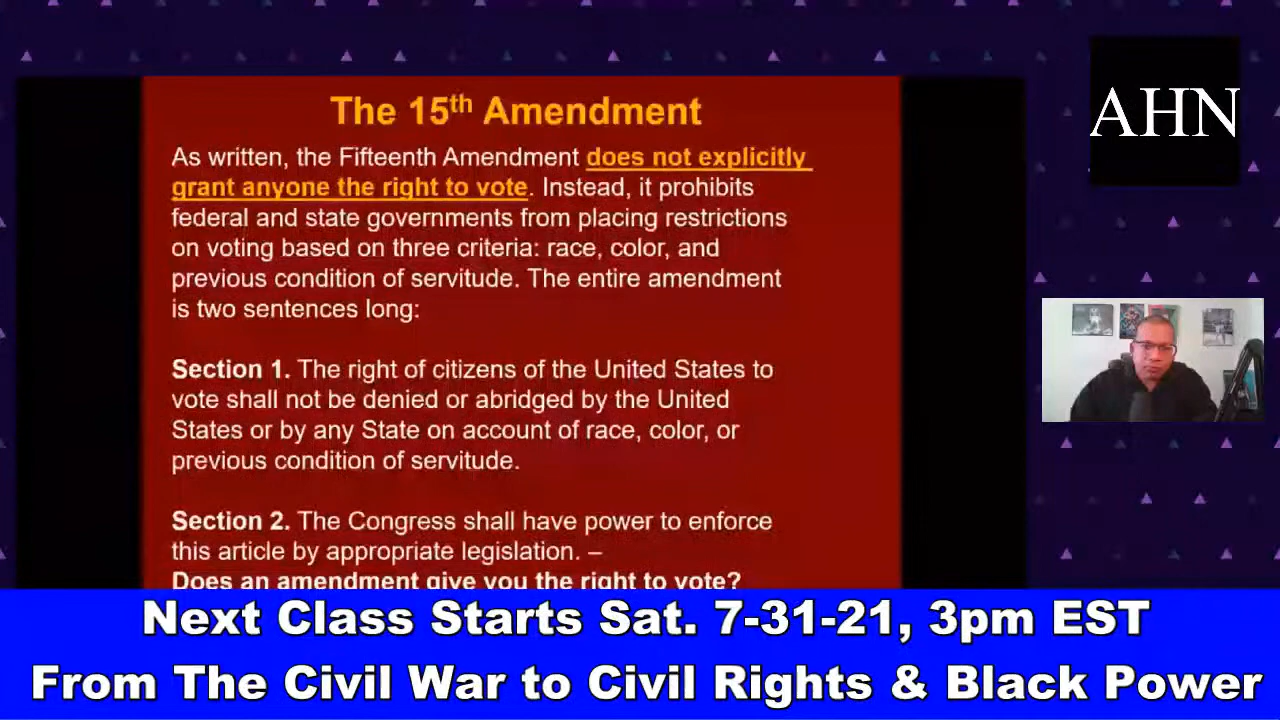 The 15th Amendment
AHN
As written, the Fifteenth Amendment does not explicitly
grant anyone the right to vote. Instead, it prohibits
federal and state governments from placing restrictions
on voting based on three criteria: race, color, and
previous condition of servitude. The entire amendment
is two sentences long:
Section 1. The right of citizens of the United States to
vote shall not be denied or abridged by the United
States or by any State on account of race, color, or
previous condition of servitude.
Section 2. The Congress shall have power to enforce
this article by appropriate legislation. –
Does an amendment give you the right to vote?
Next Class Starts Sat. 7-31-21, 3pm EST
From The Civil War to Civil Rights & Black Power